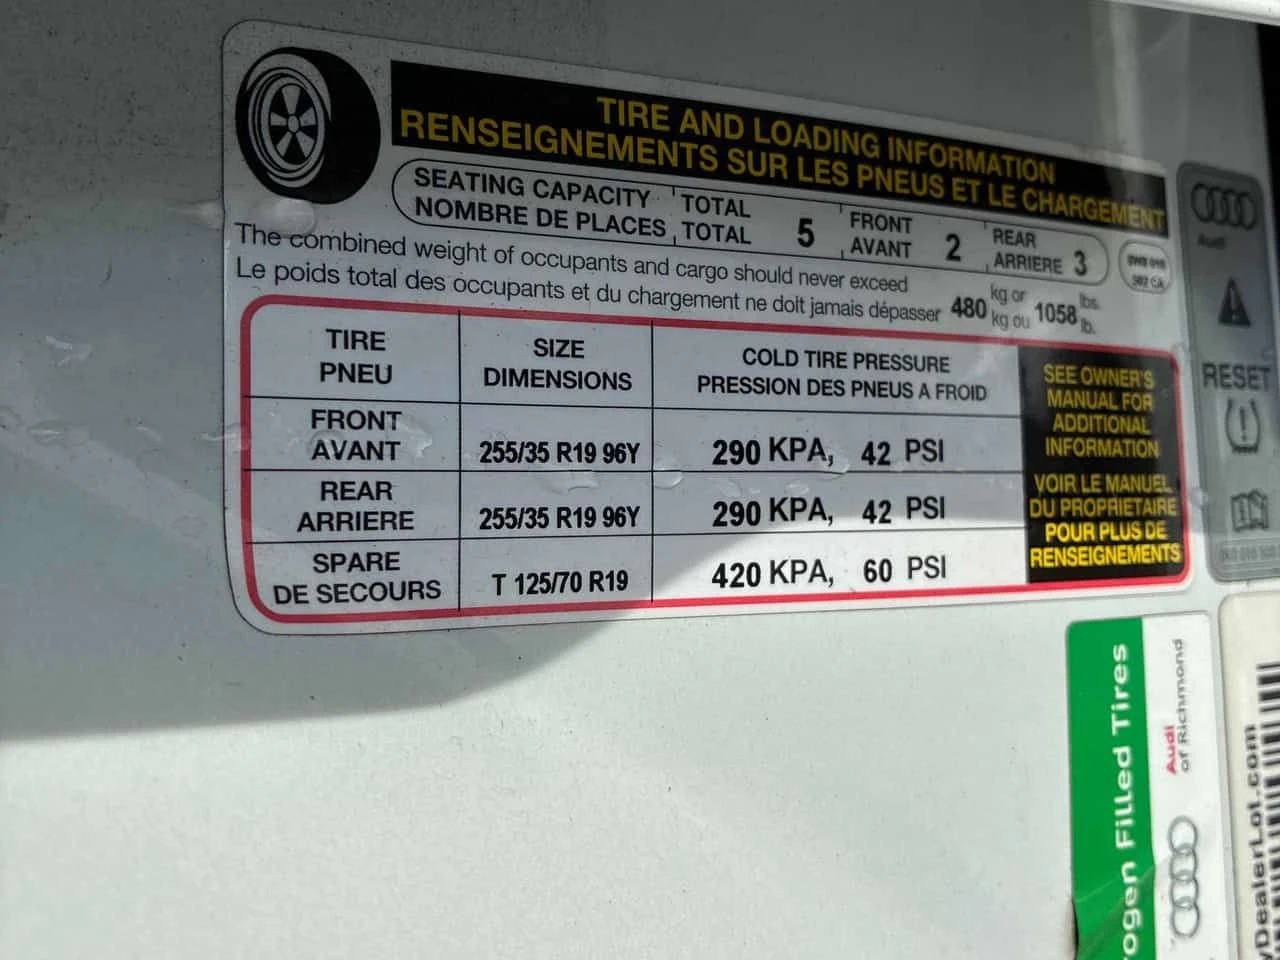 TIRE AND LOADING INFORMATION
RENSEIGNEMENTS SUR LES PNEUS ET LE CHARGEMENT
SEATING CAPACITY TOTAL 5 FRONT 2 REAR 3
NOMBRE DE PLACES TOTAL AVANT ARRIERE
The combined weight of occupants and cargo should never exceed 480 kg or 1058 lbs.
Le poids total des occupants et du chargement ne doit jamais dépasser kg ou lb.
TIRE SIZE COLD TIRE PRESSURE
PNEU DIMENSIONS PRESSION DES PNEUS A FROID
FRONT
AVANT 255/35 R19 96Y 290 KPA, 42 PSI
REAR
ARRIERE 255/35 R19 96Y 290 KPA, 42 PSI
SPARE
DE SECOURS T 125/70 R19 420 KPA, 60 PSI
SEE OWNER'S
MANUAL FOR
ADDITIONAL
INFORMATION
VOIR LE MANUEL
DU PROPRIETAIRE
POUR PLUS DE
RENSEIGNEMENTS
Audi
RESET
rogen Filled Tires
Audi
of Richmond
yDealerLot.com